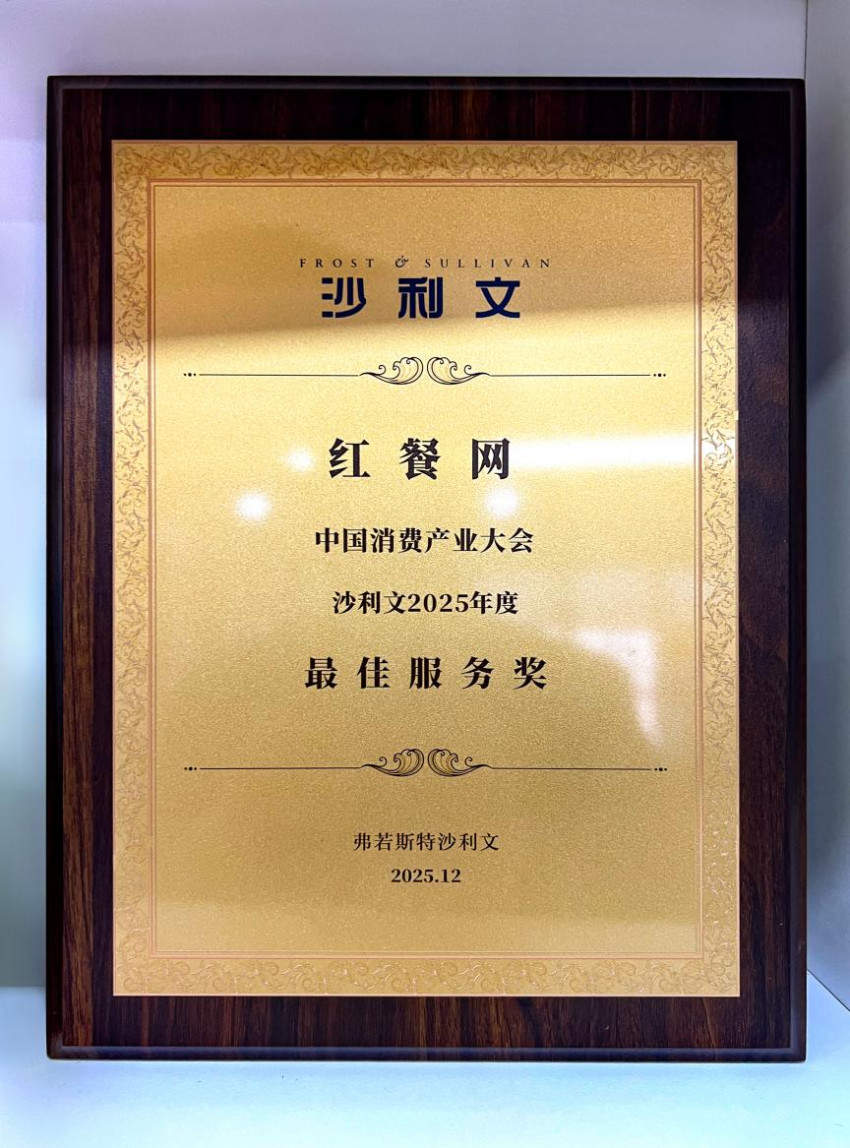 FROST & SULLIVAN
沙利文
红餐网
中国消费产业大会
沙利文2025年度
最佳服务奖
弗若斯特沙利文
2025.12